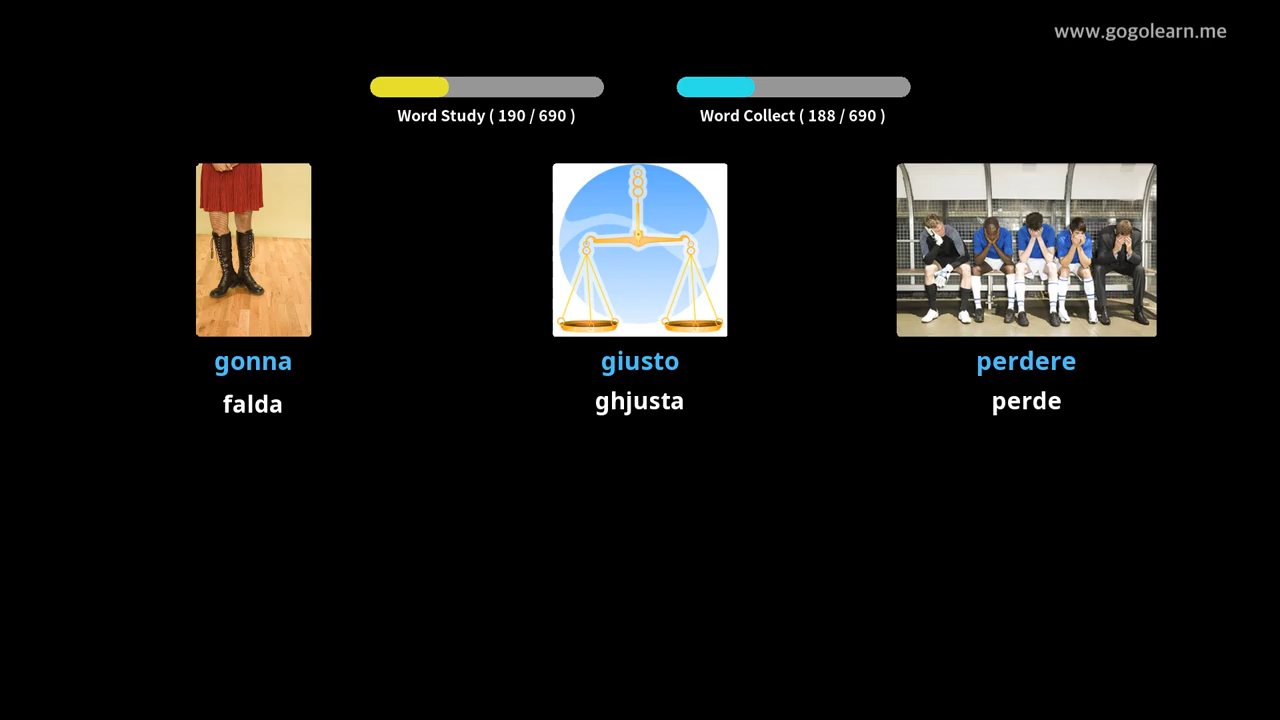 www.gogolearn.me
Word Study ( 190 / 690 )
Word Collect ( 188 / 690 )
gonna
giusto
perdere
falda
ghjusta
perde